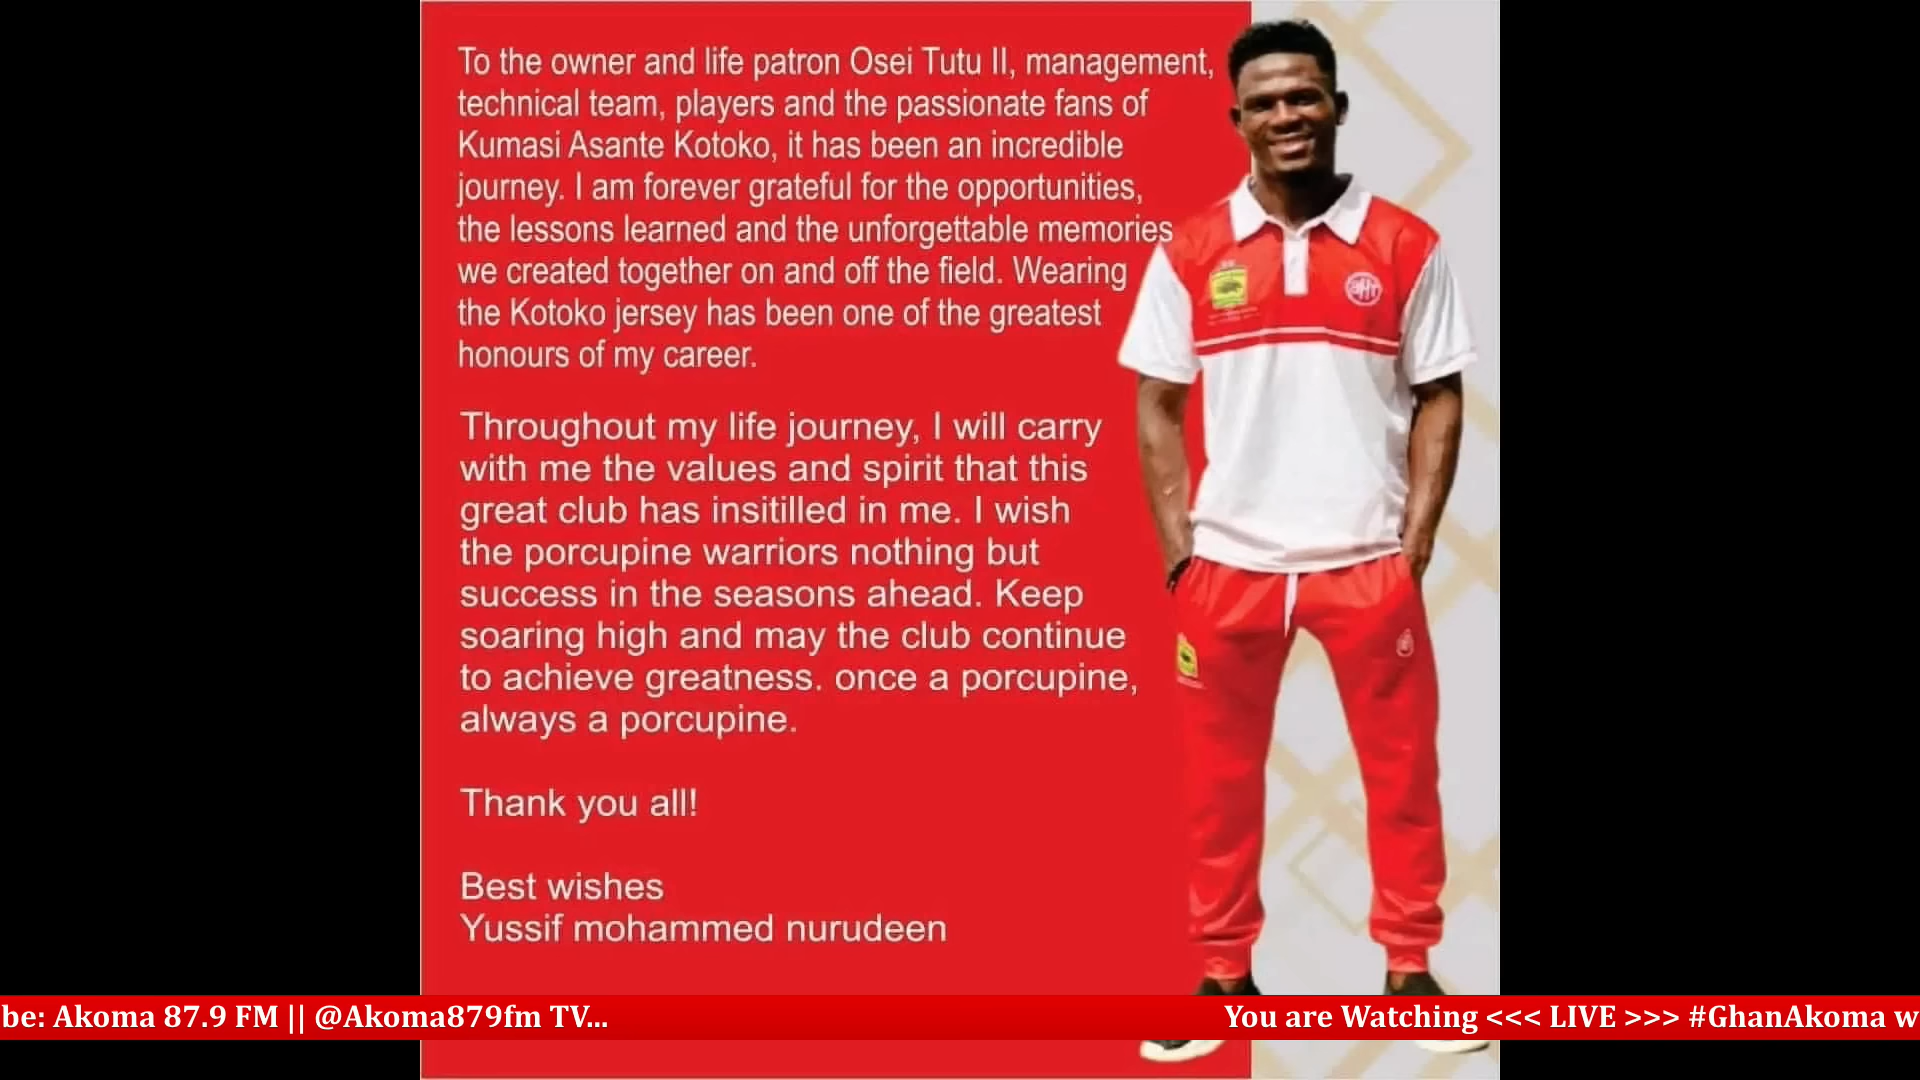 To the owner and life patron Osei Tutu II, management,
technical team, players and the passionate fans of
Kumasi Asante Kotoko, it has been an incredible
journey. I am forever grateful for the opportunities,
the lessons learned and the unforgettable memories
we created together on and off the field. Wearing
the Kotoko jersey has been one of the greatest
honours of my career.
Throughout my life journey, I will carry
with me the values and spirit that this
great club has insitilled in me. I wish
the porcupine warriors nothing but
success in the seasons ahead. Keep
soaring high and may the club continue
to achieve greatness. once a porcupine,
always a porcupine.
Thank you all!
Best wishes
Yussif mohammed nurudeen
be: Akoma 87.9 FM || @Akoma879fm TV...
You are Watching <<< LIVE >>> #GhanAkoma w